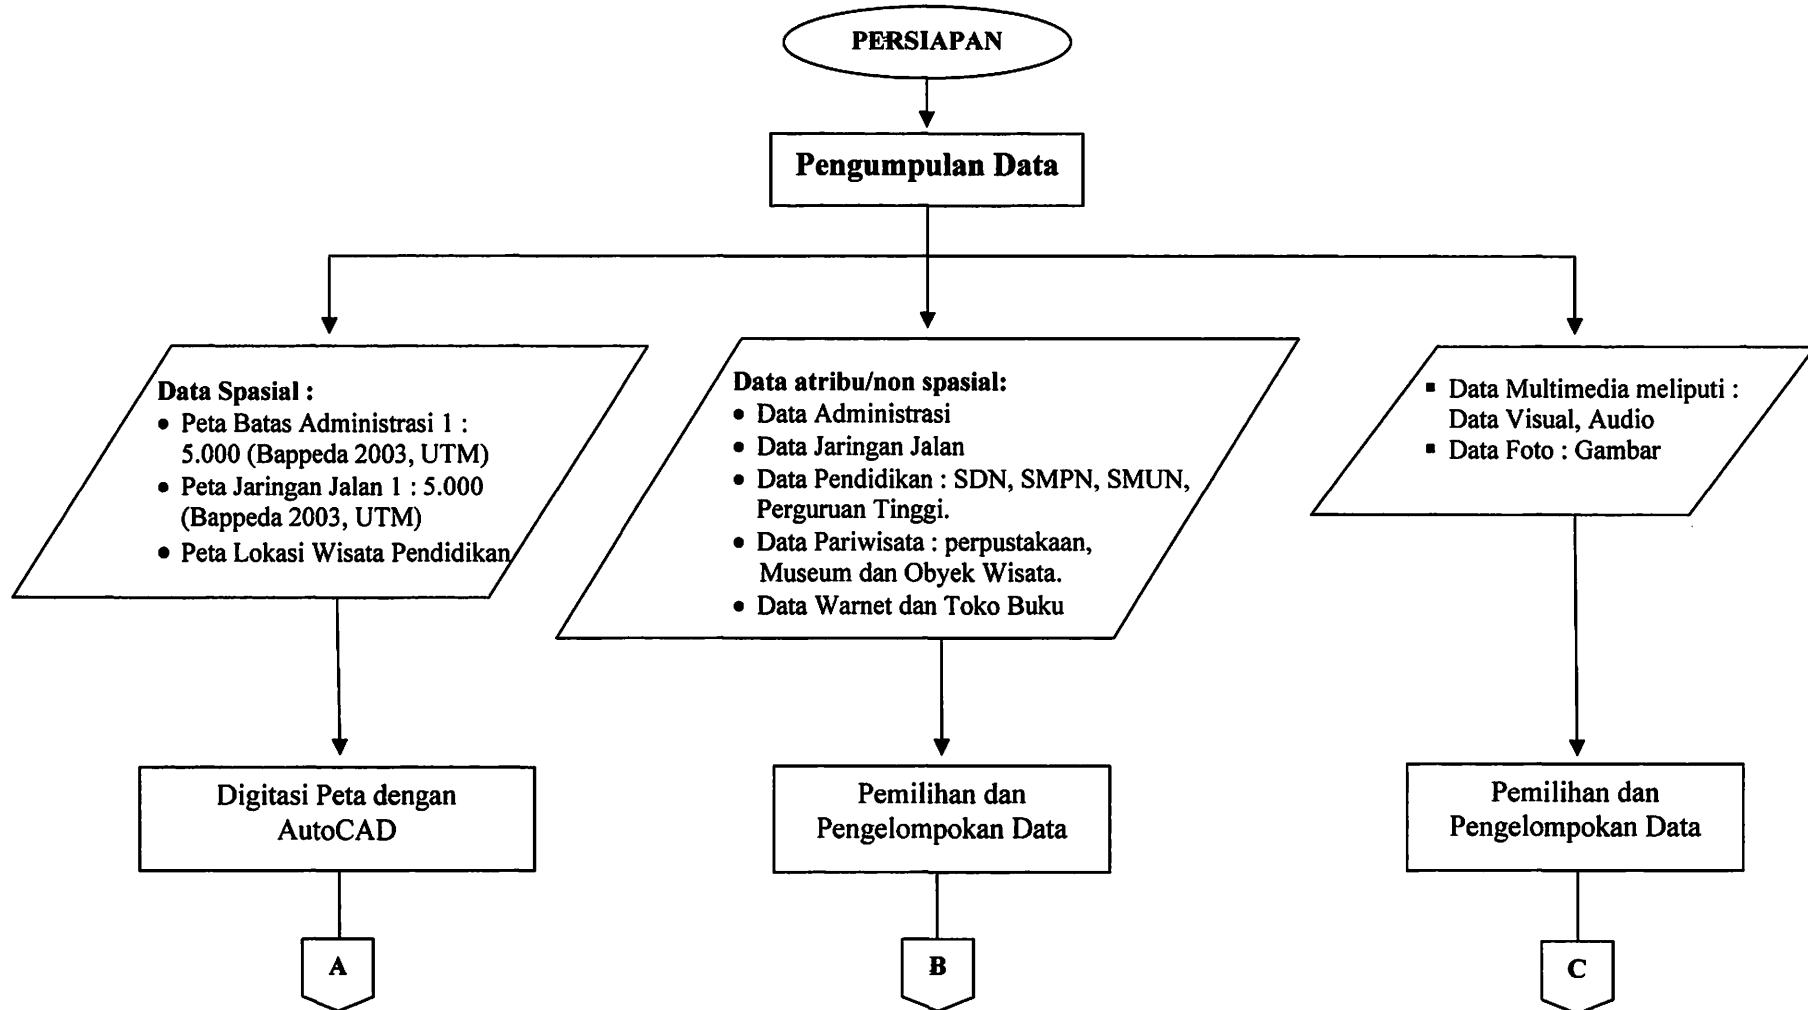 PERSIAPAN
Pengumpulan Data
Data Spasial :
• Peta Batas Administrasi 1 :
5.000 (Bappeda 2003, UTM)
• Peta Jaringan Jalan 1 : 5.000
(Bappeda 2003, UTM)
• Peta Lokasi Wisata Pendidikan
Data atribu/non spasial:
• Data Administrasi
• Data Jaringan Jalan
• Data Pendidikan : SDN, SMPN, SMUN,
Perguruan Tinggi.
• Data Pariwisata : perpustakaan,
Museum dan Obyek Wisata.
• Data Warnet dan Toko Buku
▪ Data Multimedia meliputi :
Data Visual, Audio
▪ Data Foto : Gambar
Digitasi Peta dengan
AutoCAD
Pemilihan dan
Pengelompokan Data
Pemilihan dan
Pengelompokan Data
A
B
C